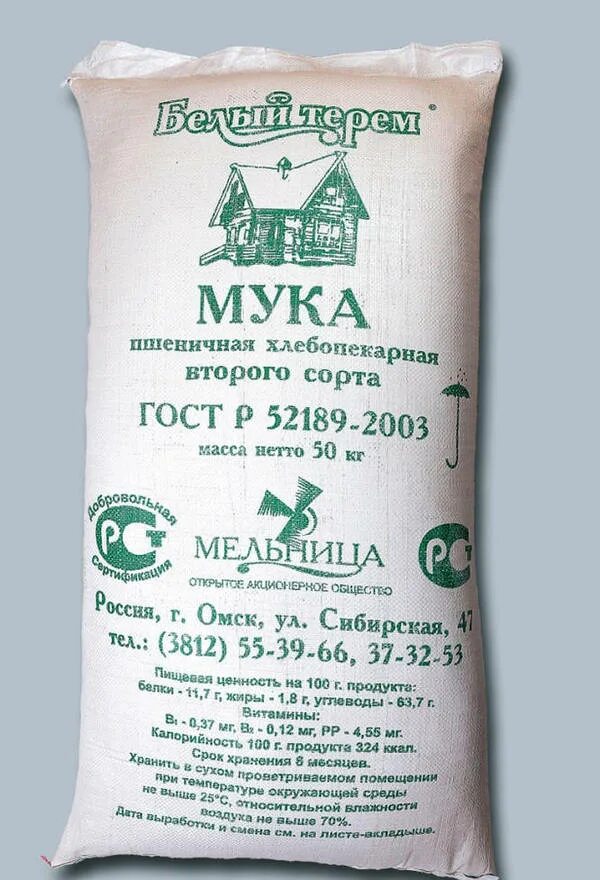 Белый терем ®
МУКА
пшеничная хлебопекарная
второго сорта
ГОСТ Р 52189-2003
масса нетто 50 кг
Добровольная
РСТ
Сертификация
МЕЛЬНИЦА
ОТКРЫТОЕ АКЦИОНЕРНОЕ ОБЩЕСТВО
РСТ
Россия, г. Омск, ул. Сибирская, 47
тел.: (3812) 55-39-66, 37-32-53
Пищевая ценность на 100 г. продукта:
белки - 11,7 г, жиры - 1,8 г, углеводы - 63,7 г.
Витамины:
В₁ - 0,37 мг, В₂ - 0,12 мг, РР - 4,55 мг.
Калорийность 100 г. продукта 324 ккал.
Срок хранения 8 месяцев.
Хранить в сухом проветриваемом помещении
при температуре окружающей среды
не выше 25°С, относительной влажности
воздуха не выше 70%.
Дата выработки и смена см. на листе-вкладыше.